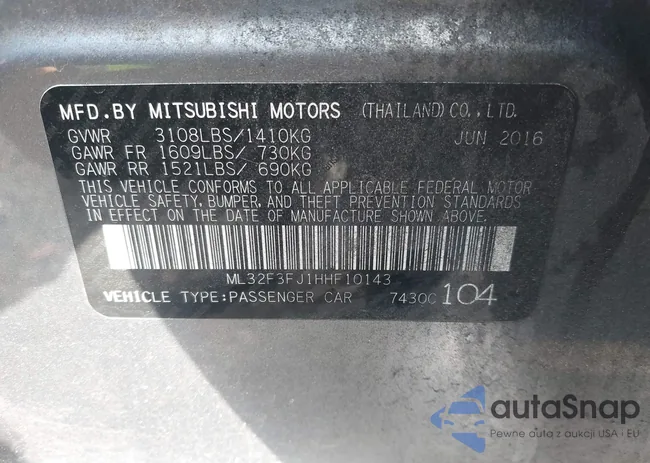 MFD.BY MITSUBISHI MOTORS (THAILAND)CO.,LTD.
GVWR 3108LBS/1410KG JUN 2016
GAWR FR 1609LBS/ 730KG
GAWR RR 1521LBS/ 690KG
THIS VEHICLE CONFORMS TO ALL APPLICABLE FEDERAL MOTOR
VEHICLE SAFETY, BUMPER, AND THEFT PREVENTION STANDARDS
IN EFFECT ON THE DATE OF MANUFACTURE SHOWN ABOVE.
ML32F3FJ1HHF10143
VEHICLE TYPE:PASSENGER CAR 7430C 104
autoSnap
Pewne auta z aukcji USA i EU